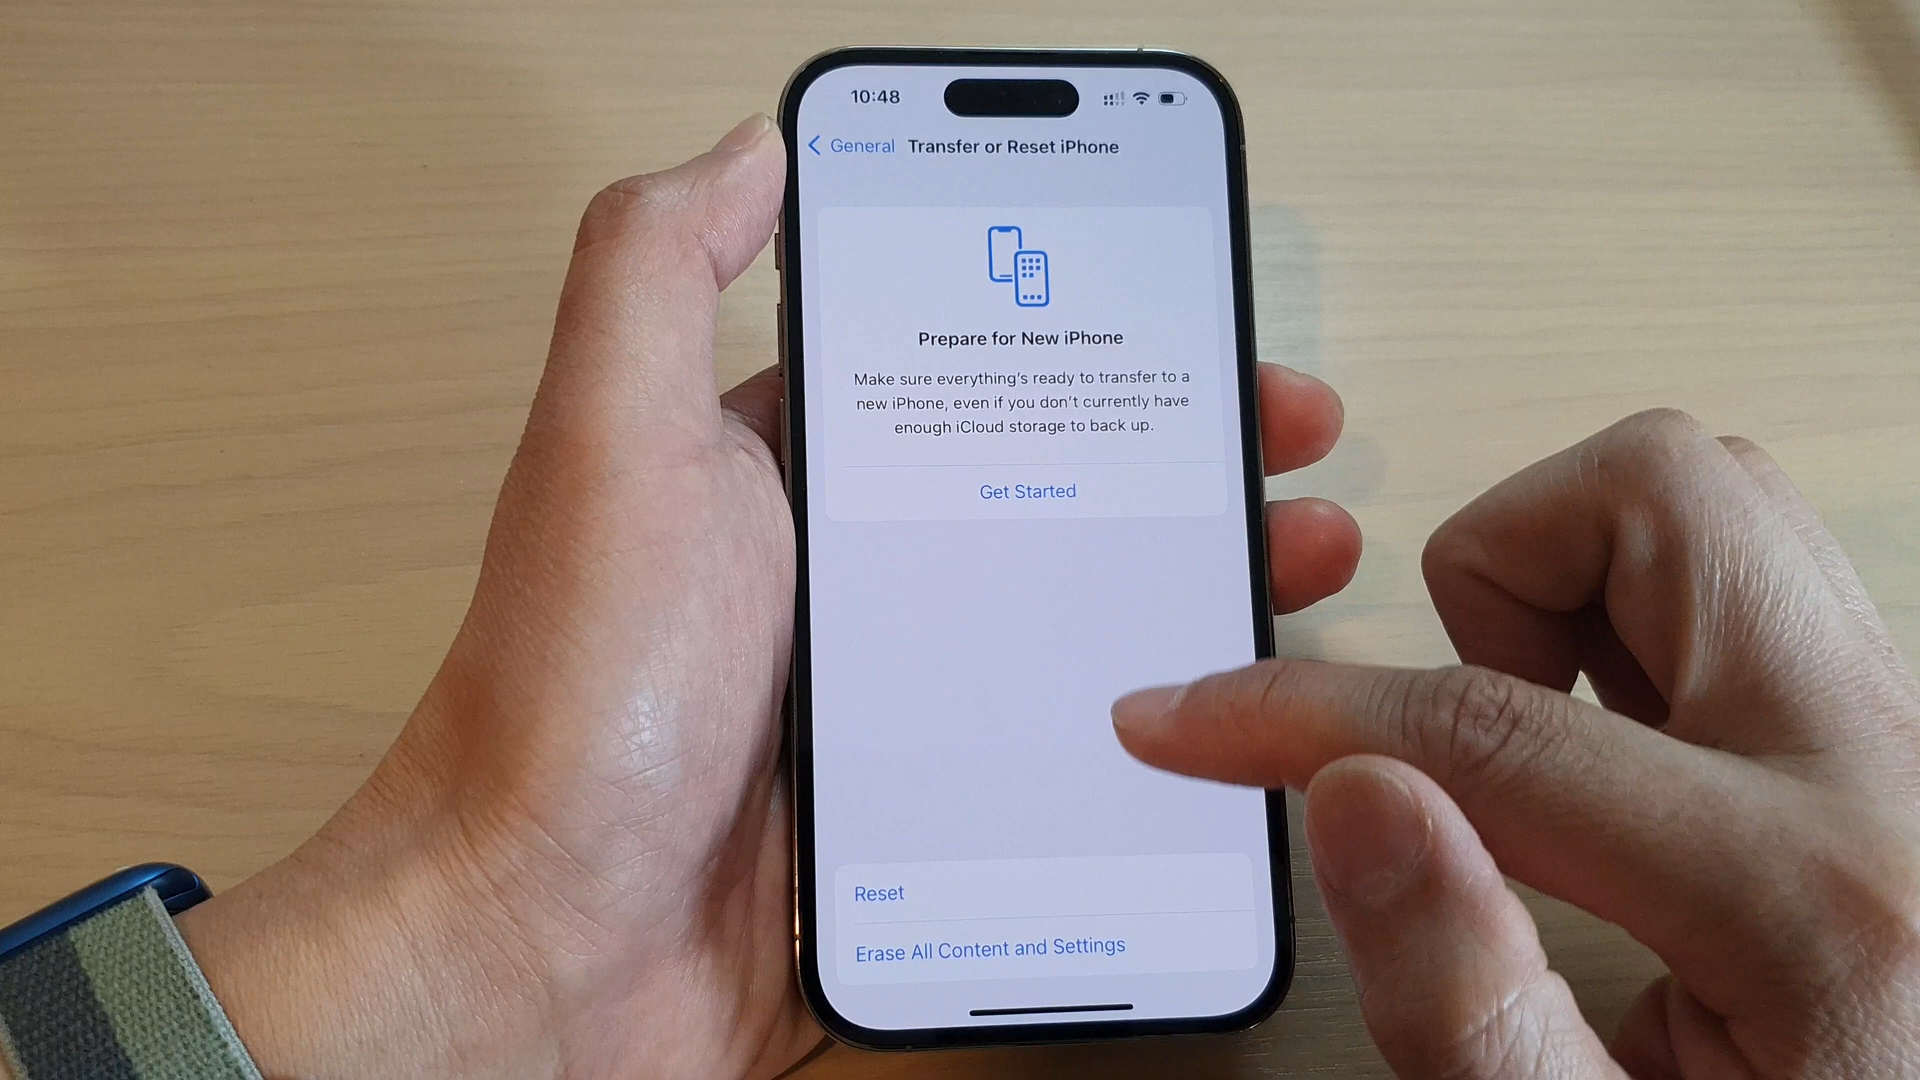 10:48
General Transfer or Reset iPhone
Prepare for New iPhone
Make sure everything's ready to transfer to a
new iPhone, even if you don't currently have
enough iCloud storage to back up.
Get Started
Reset
Erase All Content and Settings